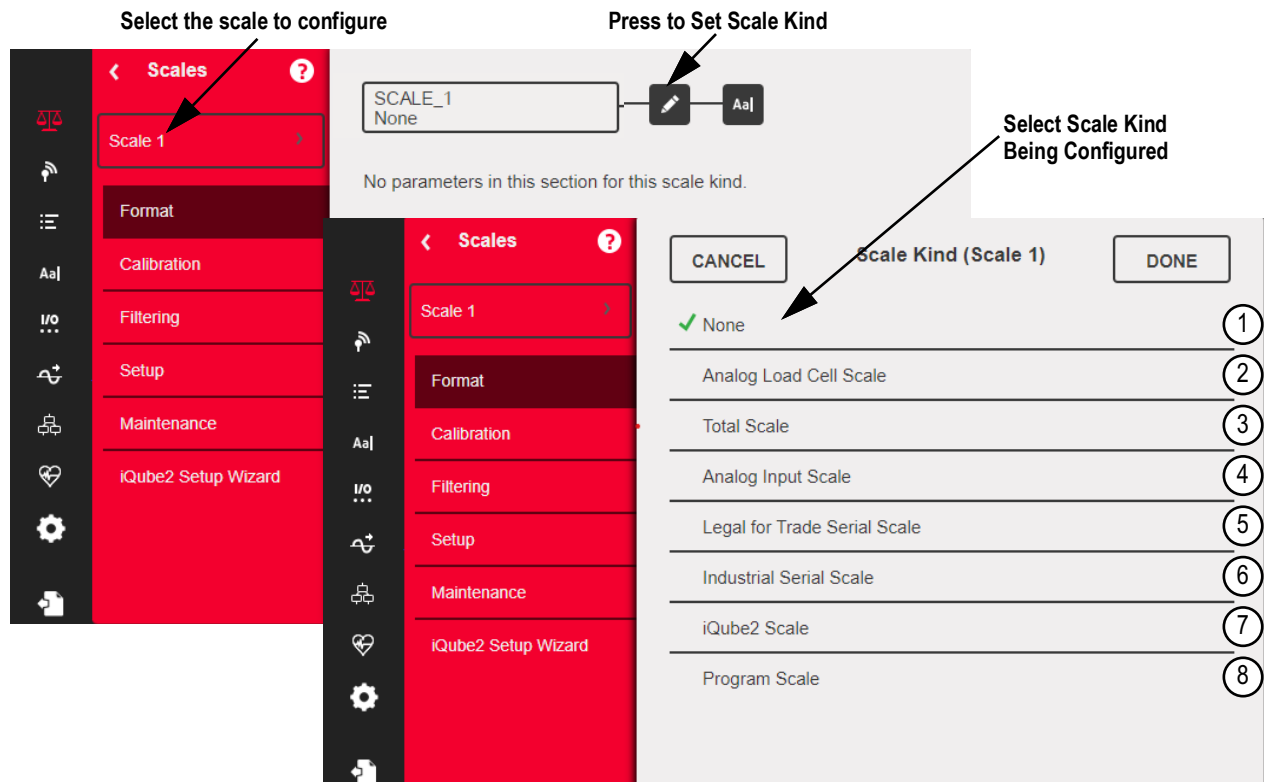 Select the scale to configure
Press to Set Scale Kind
Scales
?
Scale 1
Format
Calibration
Filtering
Setup
Maintenance
iQube2 Setup Wizard
Aa
I/O
SCALE_1
None
Aa
No parameters in this section for this scale kind.
Select Scale Kind
Being Configured
Scales
?
Scale 1
Format
Calibration
Filtering
Setup
Maintenance
iQube2 Setup Wizard
Aa
I/O
CANCEL
Scale Kind (Scale 1)
DONE
None 1
Analog Load Cell Scale 2
Total Scale 3
Analog Input Scale 4
Legal for Trade Serial Scale 5
Industrial Serial Scale 6
iQube2 Scale 7
Program Scale 8